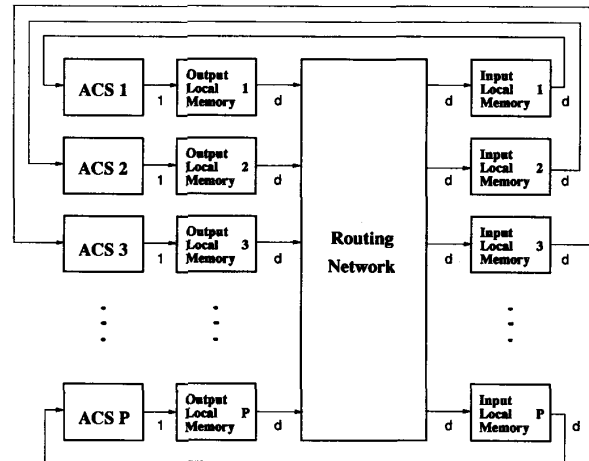 ACS 1
1
Output
Local 1
Memory
d
d
Input
Local 1
Memory
d
ACS 2
1
Output
Local 2
Memory
d
d
Input
Local 2
Memory
d
ACS 3
1
Output
Local 3
Memory
d
Routing
Network
d
Input
Local 3
Memory
d
ACS P
1
Output
Local P
Memory
d
d
Input
Local P
Memory
d